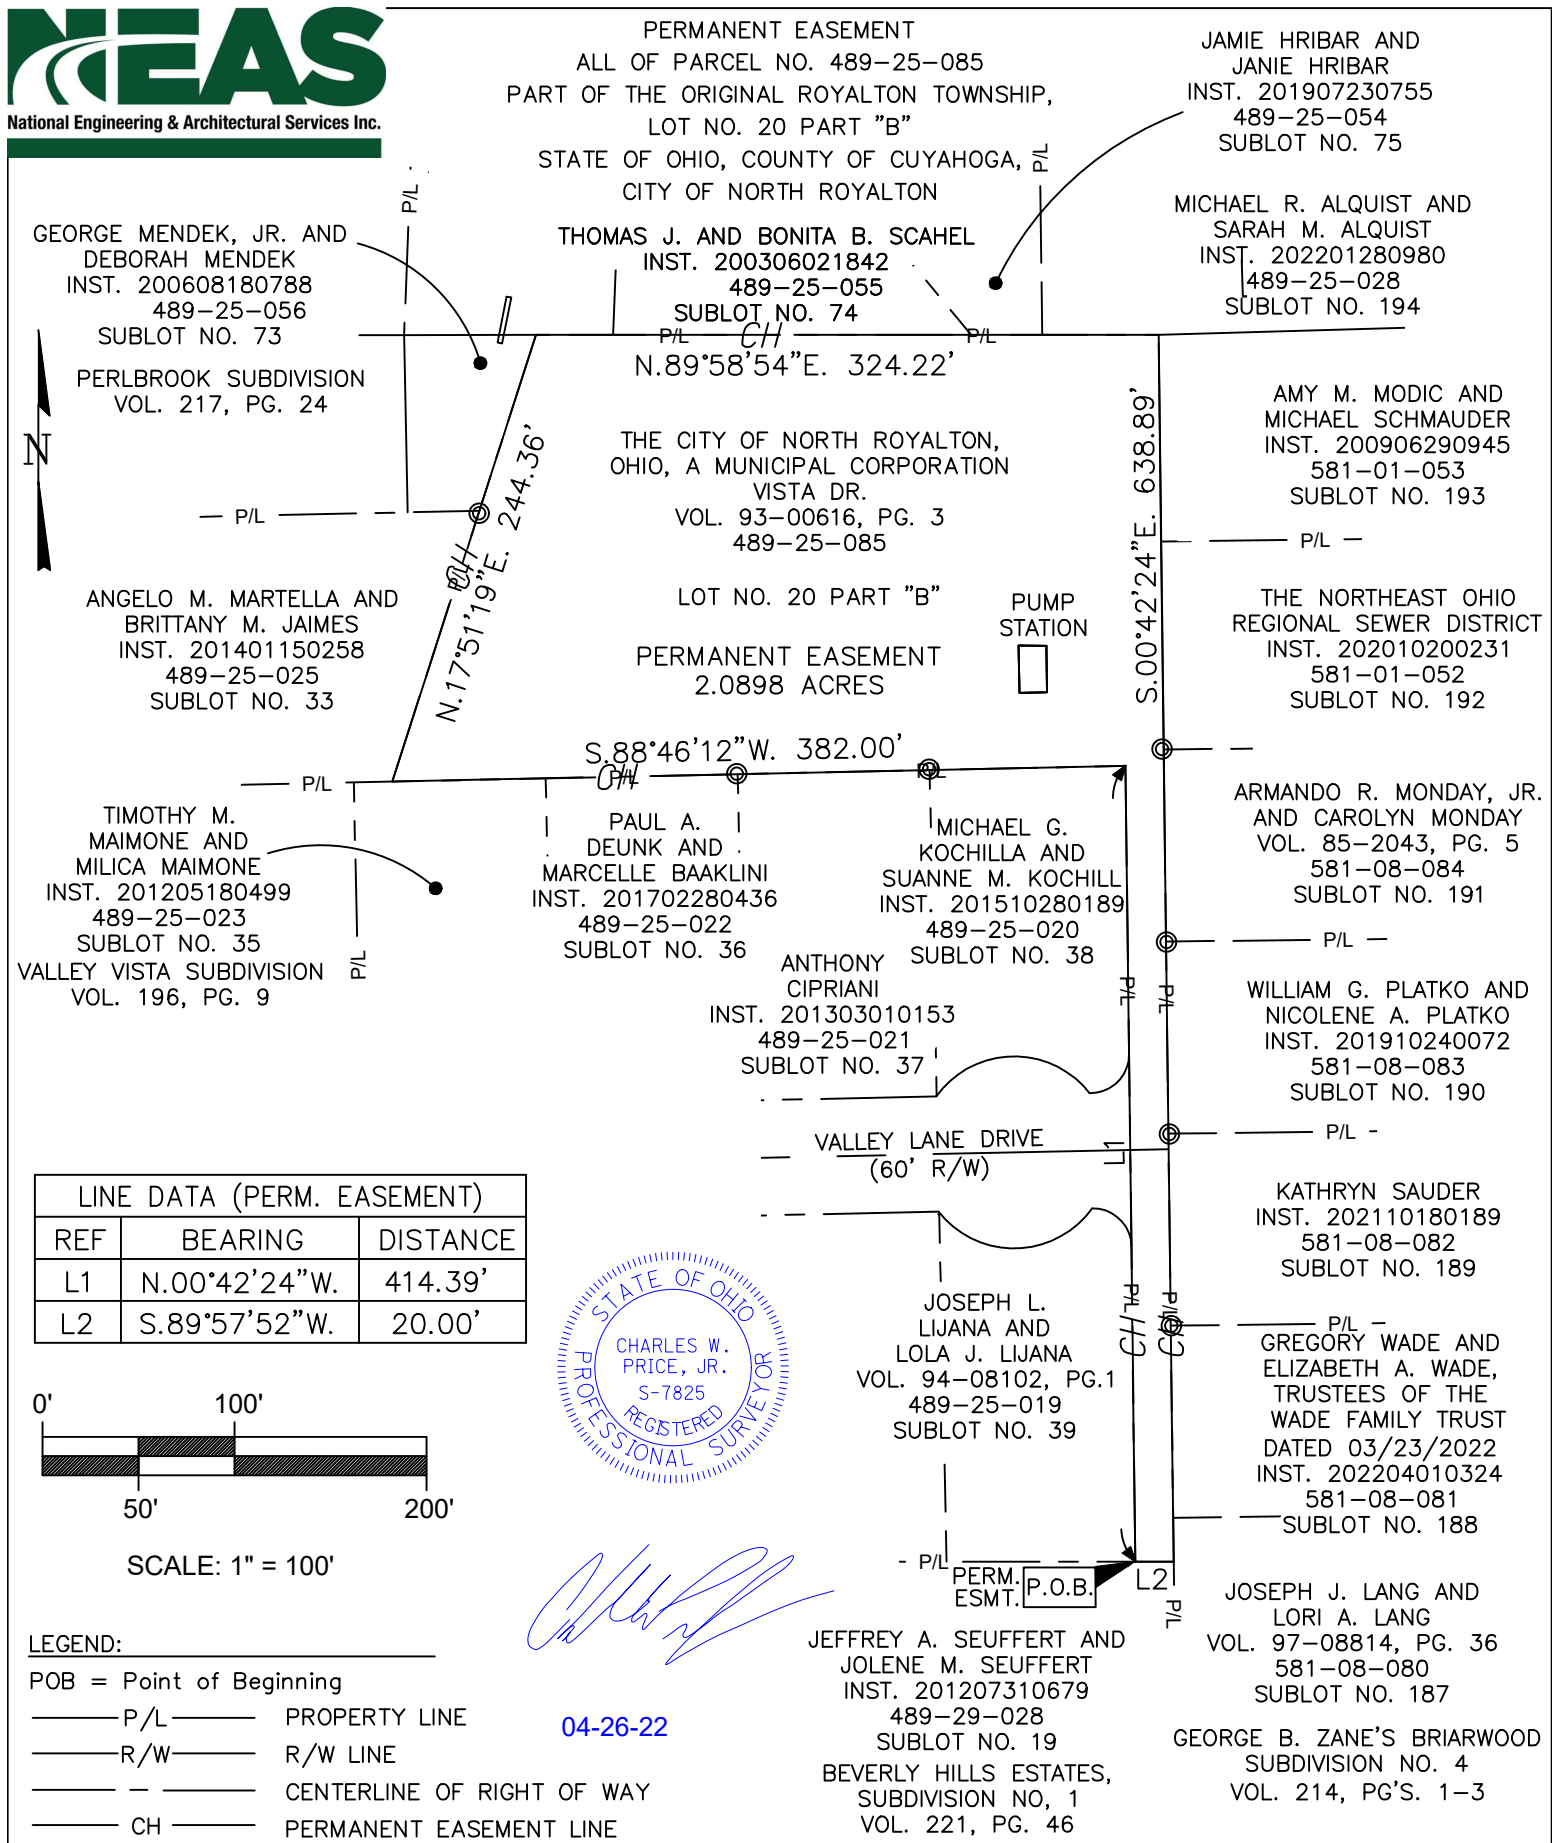 NEAS
National Engineering & Architectural Services Inc.
PERMANENT EASEMENT
ALL OF PARCEL NO. 489-25-085
PART OF THE ORIGINAL ROYALTON TOWNSHIP,
LOT NO. 20 PART "B"
STATE OF OHIO, COUNTY OF CUYAHOGA,
CITY OF NORTH ROYALTON
JAMIE HRIBAR AND
JANIE HRIBAR
INST. 201907230755
489-25-054
SUBLOT NO. 75
P/L
P/L
GEORGE MENDEK, JR. AND
DEBORAH MENDEK
INST. 200608180788
489-25-056
SUBLOT NO. 73
PERLBROOK SUBDIVISION
VOL. 217, PG. 24
THOMAS J. AND BONITA B. SCAHEL
INST. 200306021842
489-25-055
SUBLOT NO. 74
MICHAEL R. ALQUIST AND
SARAH M. ALQUIST
INST. 202201280980
489-25-028
SUBLOT NO. 194
P/L
CH
P/L
N.89°58'54"E. 324.22'
N
THE CITY OF NORTH ROYALTON,
OHIO, A MUNICIPAL CORPORATION
VISTA DR.
VOL. 93-00616, PG. 3
489-25-085
LOT NO. 20 PART "B"
PERMANENT EASEMENT
2.0898 ACRES
PUMP
STATION
S.00°42'24"E. 638.89'
N.17°51'19"E. 244.36'
P/L
CH
P/L
AMY M. MODIC AND
MICHAEL SCHMAUDER
INST. 200906290945
581-01-053
SUBLOT NO. 193
P/L
THE NORTHEAST OHIO
REGIONAL SEWER DISTRICT
INST. 202010200231
581-01-052
SUBLOT NO. 192
ANGELO M. MARTELLA AND
BRITTANY M. JAIMES
INST. 201401150258
489-25-025
SUBLOT NO. 33
S.88°46'12"W. 382.00'
P/L
CH
P/L
P/L
TIMOTHY M.
MAIMONE AND
MILICA MAIMONE
INST. 201205180499
489-25-023
SUBLOT NO. 35
VALLEY VISTA SUBDIVISION
VOL. 196, PG. 9
P/L
PAUL A.
DEUNK AND
MARCELLE BAAKLINI
INST. 201702280436
489-25-022
SUBLOT NO. 36
MICHAEL G.
KOCHILLA AND
SUANNE M. KOCHILL
INST. 201510280189
489-25-020
SUBLOT NO. 38
ANTHONY
CIPRIANI
INST. 201303010153
489-25-021
SUBLOT NO. 37
ARMANDO R. MONDAY, JR.
AND CAROLYN MONDAY
VOL. 85-2043, PG. 5
581-08-084
SUBLOT NO. 191
P/L
P/L
P/L
WILLIAM G. PLATKO AND
NICOLENE A. PLATKO
INST. 201910240072
581-08-083
SUBLOT NO. 190
P/L
VALLEY LANE DRIVE
(60' R/W)
L1
KATHRYN SAUDER
INST. 202110180189
581-08-082
SUBLOT NO. 189
P/L
LINE DATA (PERM. EASEMENT)
REF BEARING DISTANCE
L1 N.00°42'24"W. 414.39'
L2 S.89°57'52"W. 20.00'
STATE OF OHIO
CHARLES W.
PRICE, JR.
S-7825
REGISTERED
PROFESSIONAL SURVEYOR
JOSEPH L.
LIJANA AND
LOLA J. LIJANA
VOL. 94-08102, PG.1
489-25-019
SUBLOT NO. 39
P/L
CH
P/L
CH
GREGORY WADE AND
ELIZABETH A. WADE,
TRUSTEES OF THE
WADE FAMILY TRUST
DATED 03/23/2022
INST. 202204010324
581-08-081
SUBLOT NO. 188
0' 100'
50' 200'
SCALE: 1" = 100'
P/L
PERM.
ESMT.
P.O.B.
L2
P/L
JOSEPH J. LANG AND
LORI A. LANG
VOL. 97-08814, PG. 36
581-08-080
SUBLOT NO. 187
GEORGE B. ZANE'S BRIARWOOD
SUBDIVISION NO. 4
VOL. 214, PG'S. 1-3
JEFFREY A. SEUFFERT AND
JOLENE M. SEUFFERT
INST. 201207310679
489-29-028
SUBLOT NO. 19
BEVERLY HILLS ESTATES,
SUBDIVISION NO, 1
VOL. 221, PG. 46
04-26-22
LEGEND:
POB = Point of Beginning
P/L PROPERTY LINE
R/W R/W LINE
CENTERLINE OF RIGHT OF WAY
CH PERMANENT EASEMENT LINE